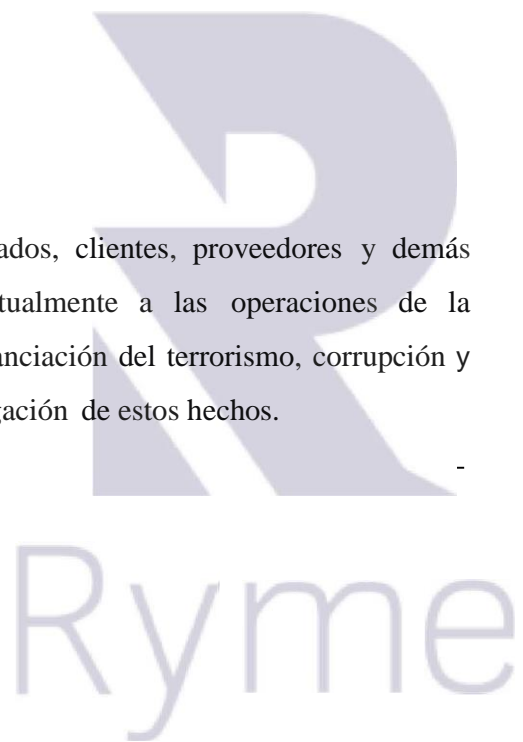 ados, clientes, proveedores y demás
tualmente a las operaciones de la
anciación del terrorismo, corrupción y
gación de estos hechos.
-
Ryme